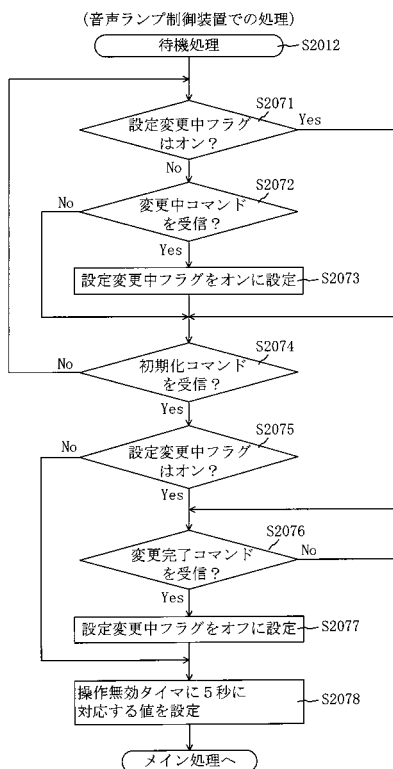 (音声ランプ制御装置での処理)
待機処理
S2012
S2071
設定変更中フラグ
はオン?
Yes
No
S2072
変更中コマンド
を受信?
No
Yes
設定変更中フラグをオンに設定
S2073
S2074
初期化コマンド
を受信?
No
Yes
S2075
設定変更中フラグ
はオン?
No
Yes
S2076
変更完了コマンド
を受信?
No
Yes
設定変更中フラグをオフに設定
S2077
操作無効タイマに5秒に
対応する値を設定
S2078
メイン処理へ